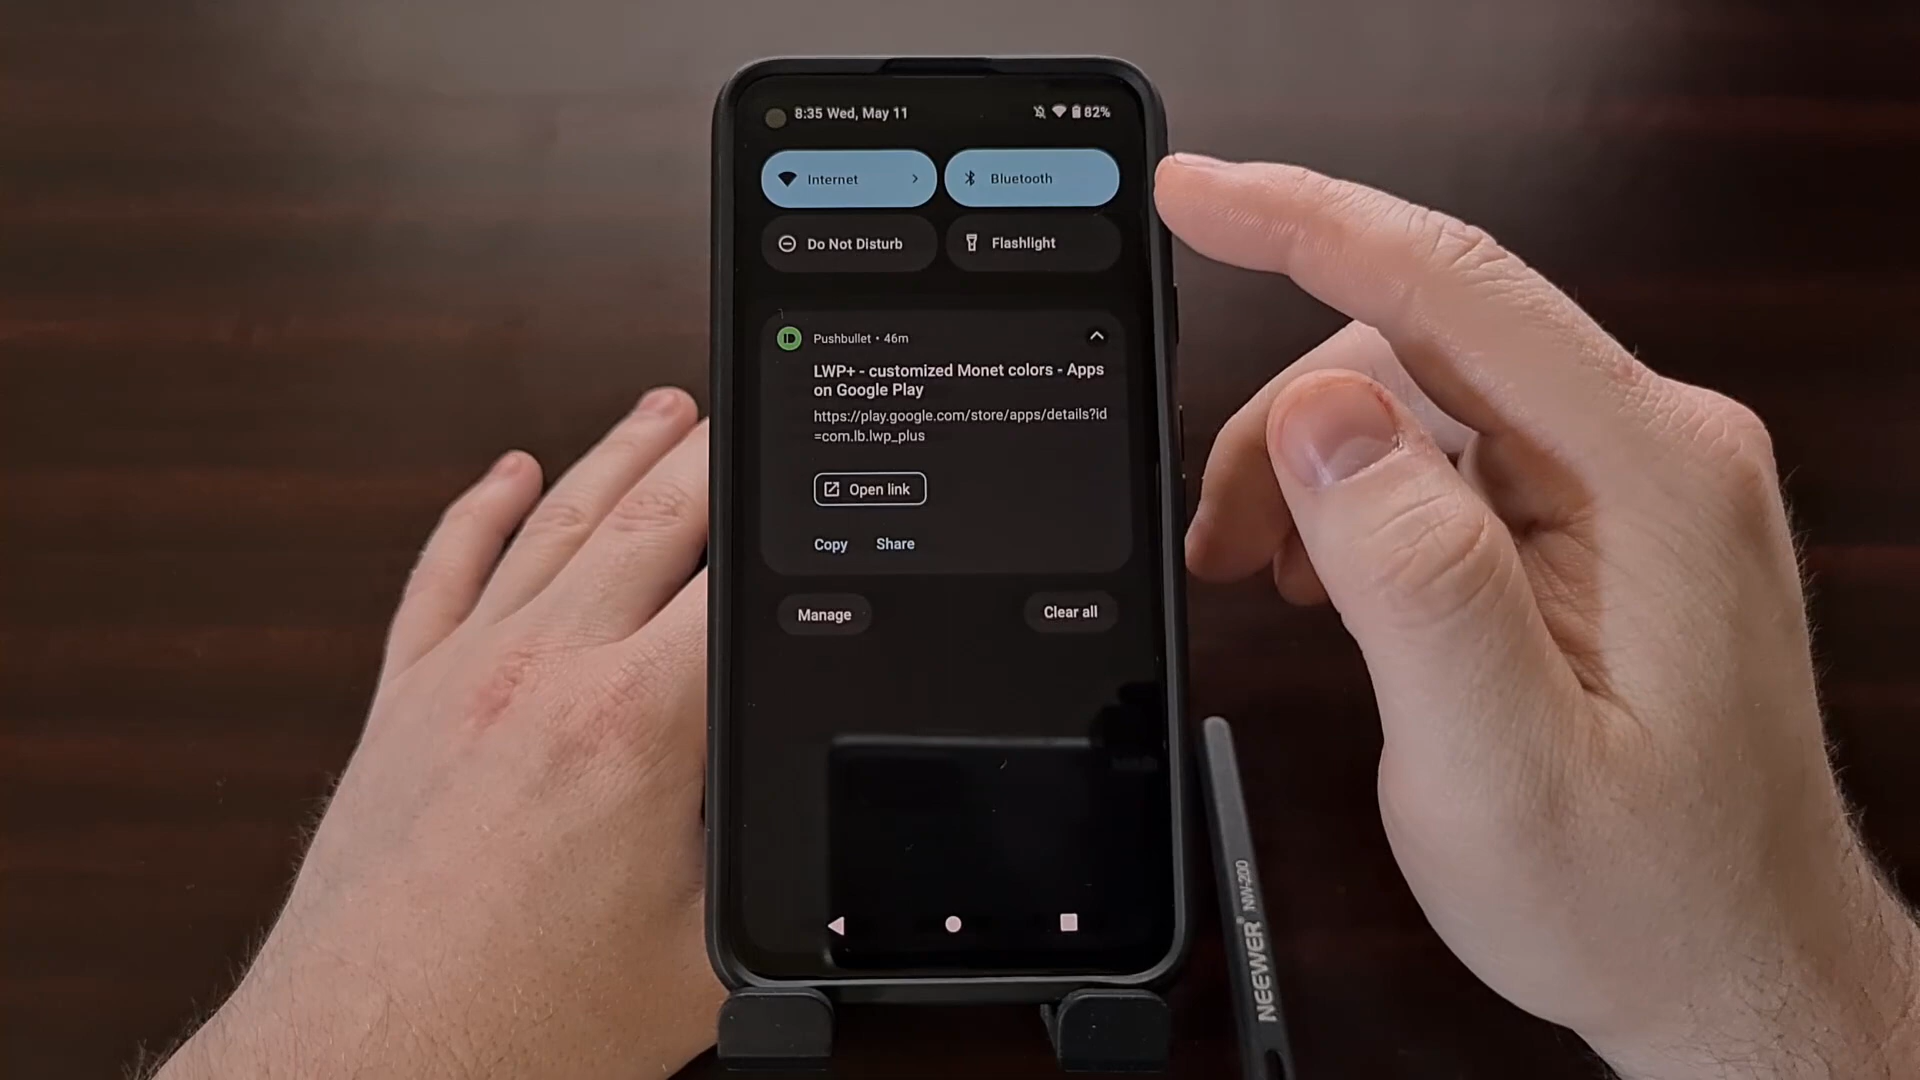 8:35 Wed, May 11
82%
Internet
Bluetooth
Do Not Disturb
Flashlight
Pushbullet • 46m
LWP+ - customized Monet colors - Apps
on Google Play
https://play.google.com/store/apps/details?id
=com.lb.lwp_plus
Open link
Copy
Share
Manage
Clear all
NEEWER® NW-200